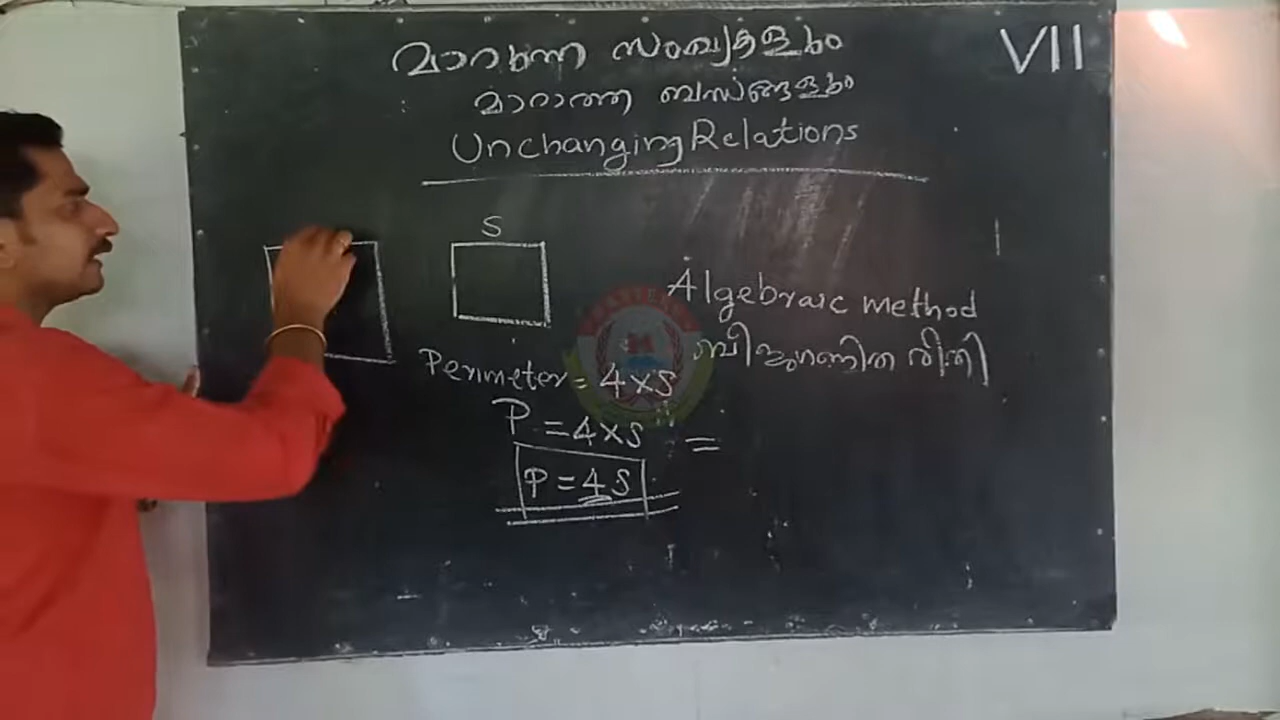 മാറുന്ന സംഖ്യകളും
VII
മാറാത്ത ബന്ധങ്ങളും
Unchanging Relations
S
Algebraic method
ബീജഗണിത രീതി
Perimeter = 4×S
P = 4×S =
P = 4S